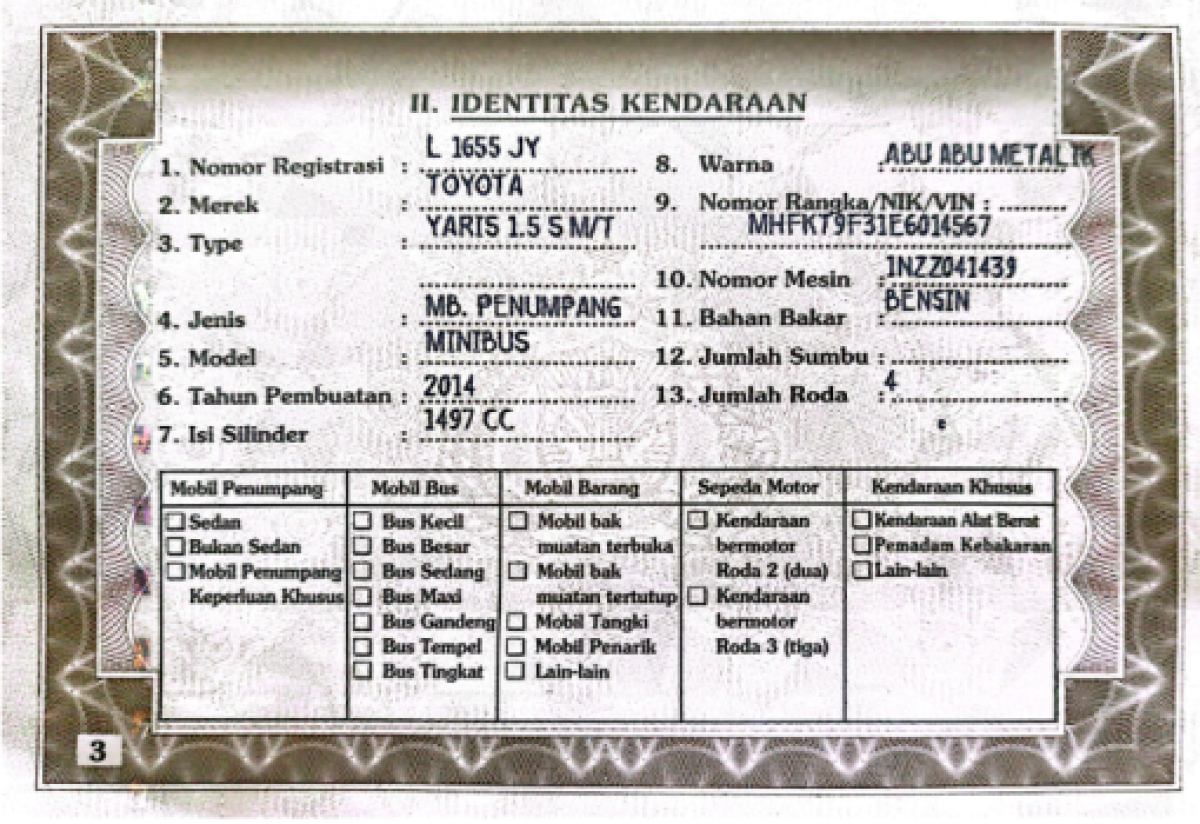 II. IDENTITAS KENDARAAN
1. Nomor Registrasi : L 1655 JY
2. Merek : TOYOTA
3. Type : YARIS 1.5 S M/T
4. Jenis : MB. PENUMPANG
5. Model : MINIBUS
6. Tahun Pembuatan : 2014
7. Isi Silinder : 1497 CC
8. Warna : ABU ABU METALIK
9. Nomor Rangka/NIK/VIN :
MHFKT9F31E6014567
10. Nomor Mesin : 1NZZ041439
11. Bahan Bakar : BENSIN
12. Jumlah Sumbu :
13. Jumlah Roda : 4
Mobil Penumpang
Sedan
Bukan Sedan
Mobil Penumpang
Keperluan Khusus
Mobil Bus
Bus Kecil
Bus Besar
Bus Sedang
Bus Maxi
Bus Gandeng
Bus Tempel
Bus Tingkat
Mobil Barang
Mobil bak
muatan terbuka
Mobil bak
muatan tertutup
Mobil Tangki
Mobil Penarik
Lain-lain
Sepeda Motor
Kendaraan
bermotor
Roda 2 (dua)
Kendaraan
bermotor
Roda 3 (tiga)
Kendaraan Khusus
Kendaraan Alat Berat
Pemadam Kebakaran
Lain-lain
3